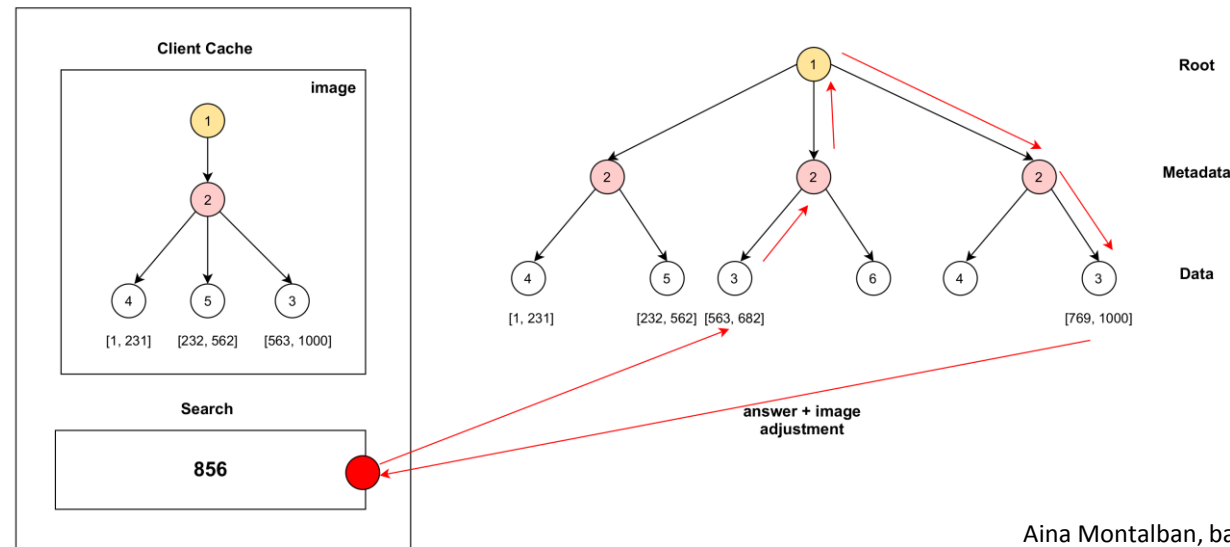 Client Cache
image
1
2
4 5 3
[1, 231] [232, 562] [563, 1000]
Search
856
1
Root
2 2 2
Metadata
4 5 3 6 4 3
Data
[1, 231] [232, 562] [563, 682] [769, 1000]
answer + image
adjustment
Aina Montalban, ba